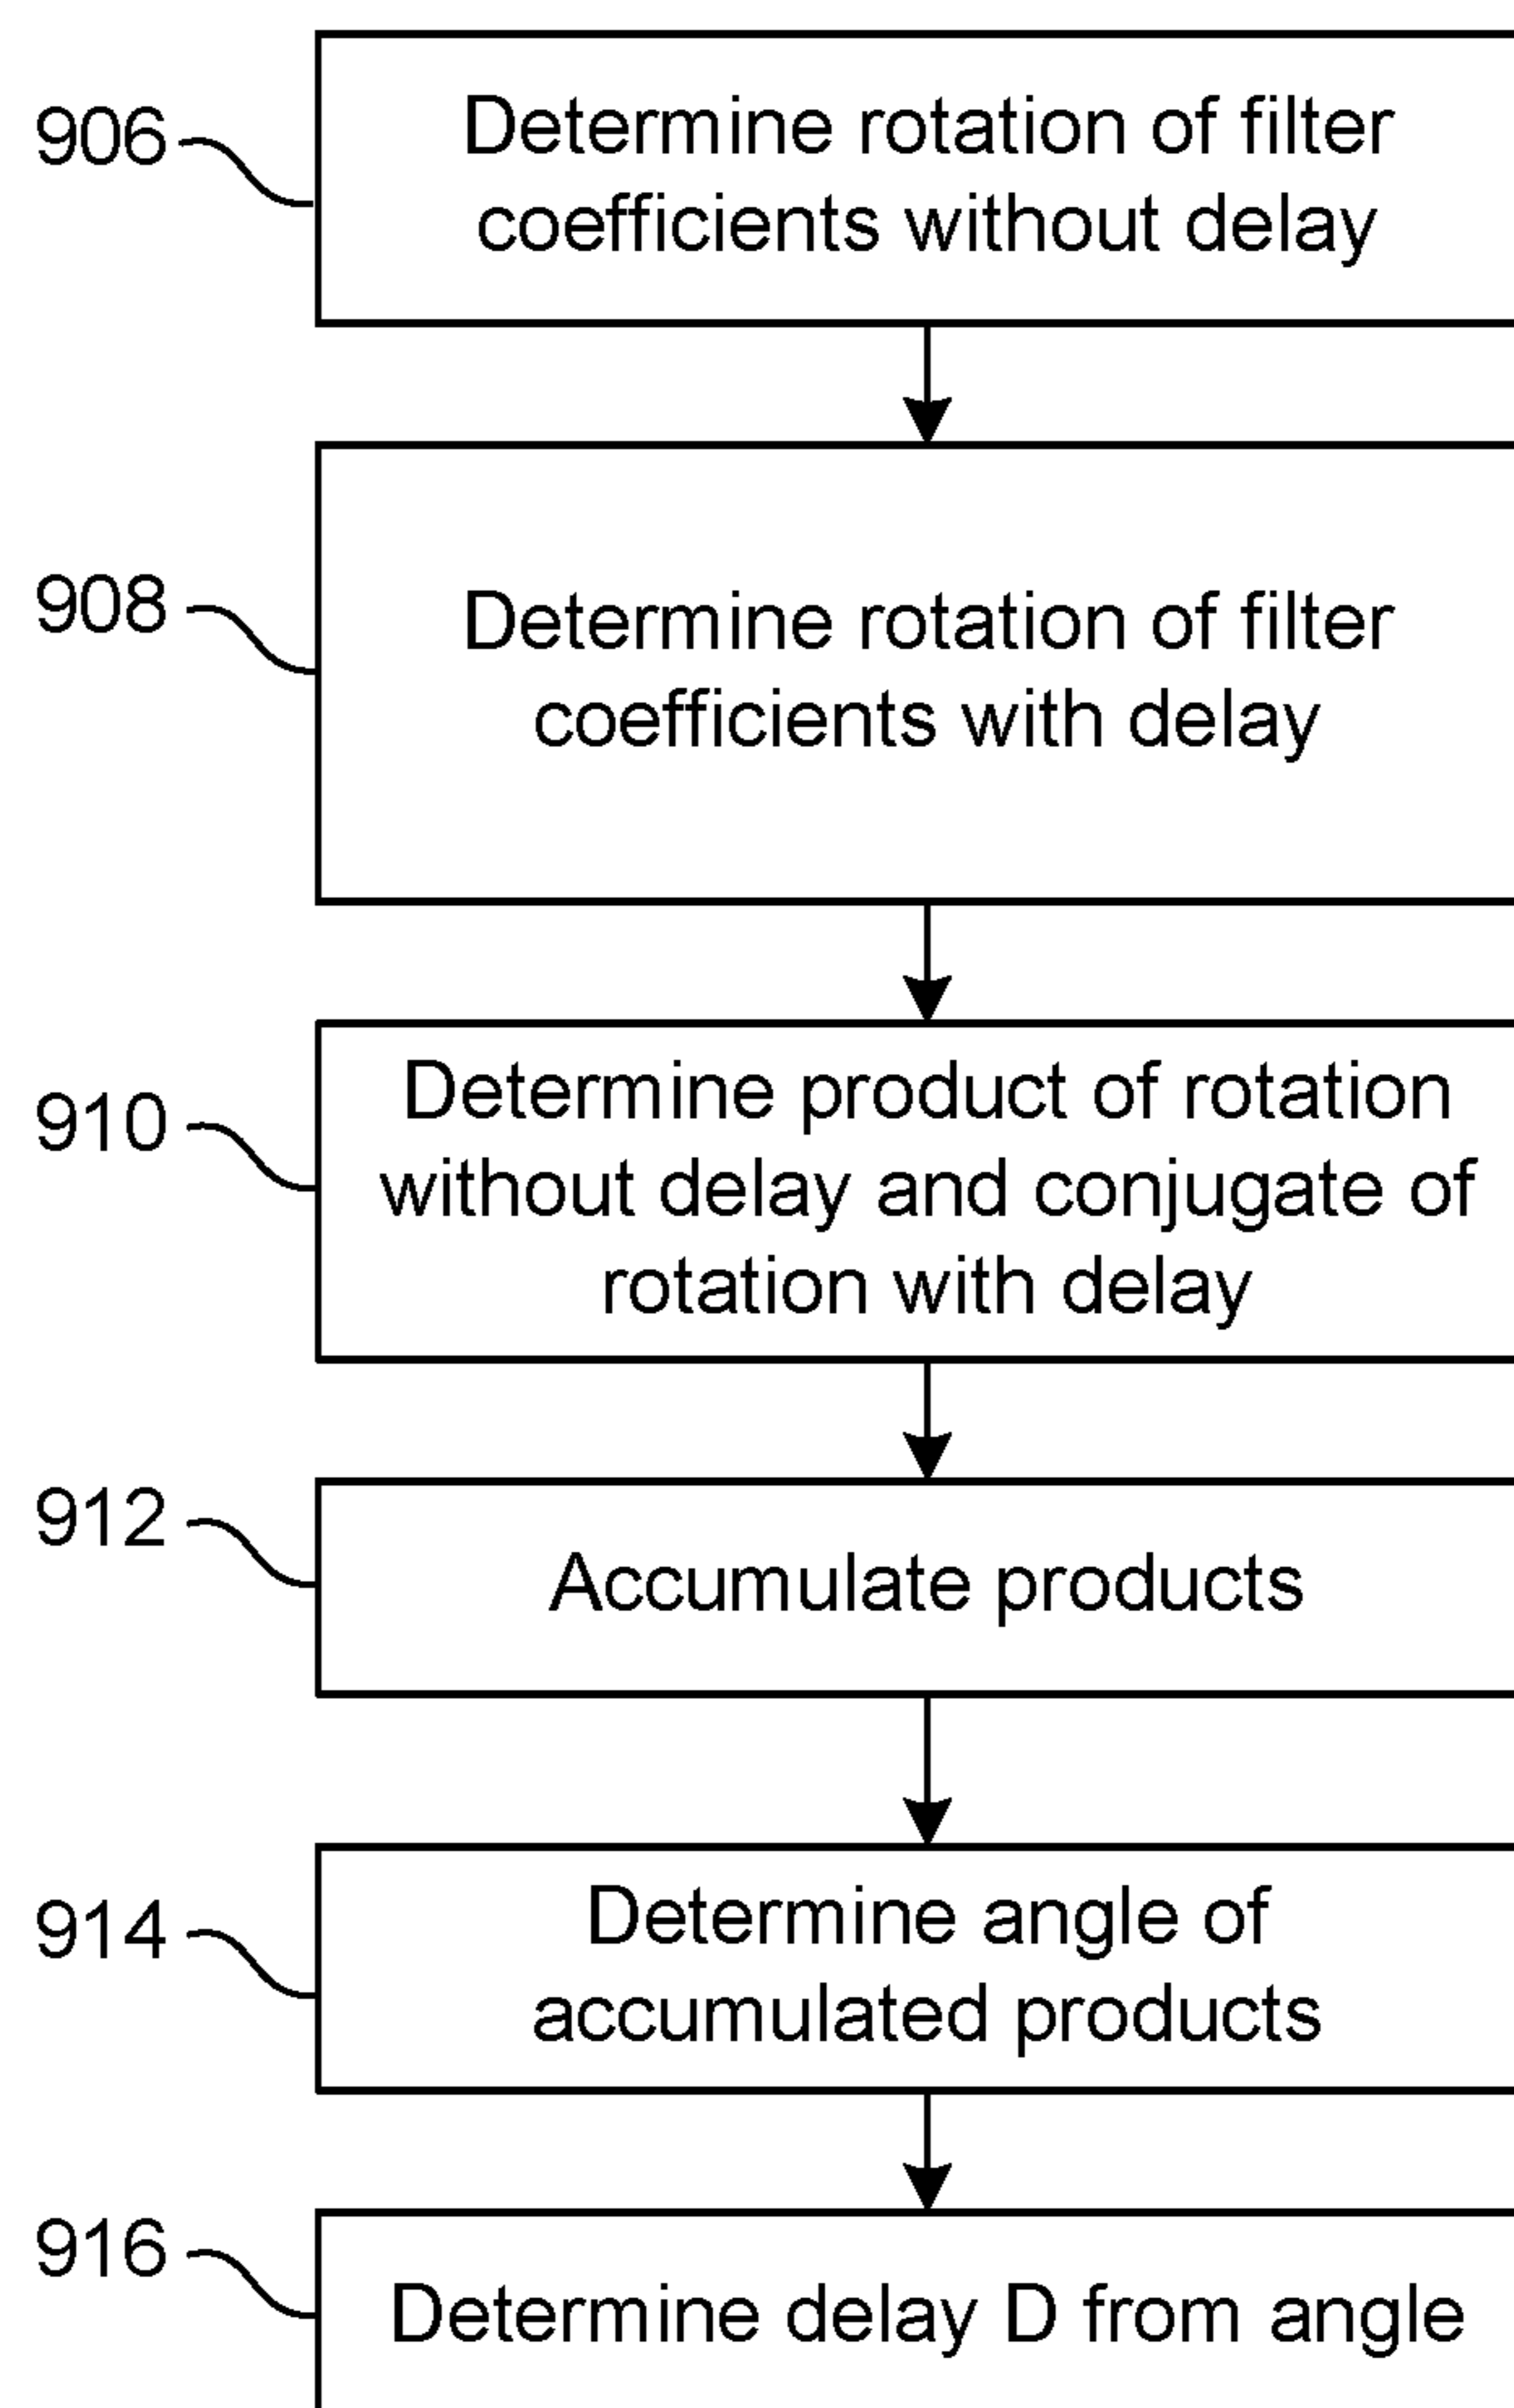 906
Determine rotation of filter
coefficients without delay
908
Determine rotation of filter
coefficients with delay
910
Determine product of rotation
without delay and conjugate of
rotation with delay
912
Accumulate products
914
Determine angle of
accumulated products
916
Determine delay D from angle